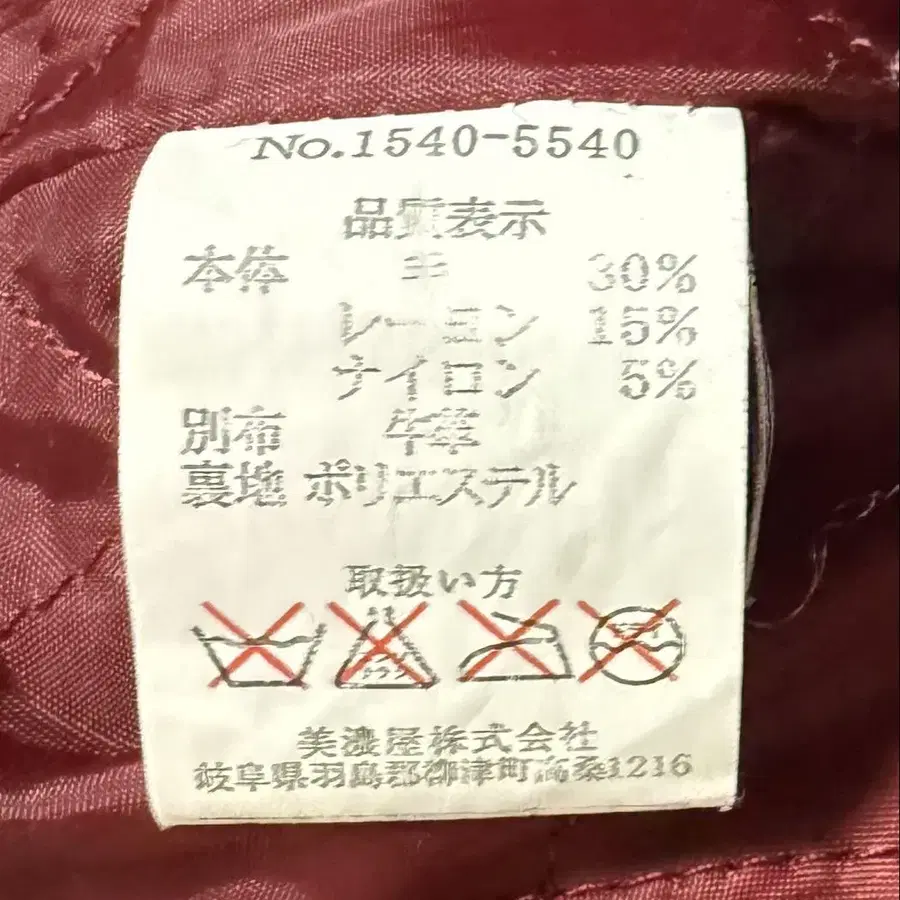 No.1540-5540
品質表示
本体 毛 80%
レーヨン 15%
ナイロン 5%
別布 牛革
裏地 ポリエステル
取扱い方
美濃屋株式会社
岐阜県羽島郡柳津町高桑1216